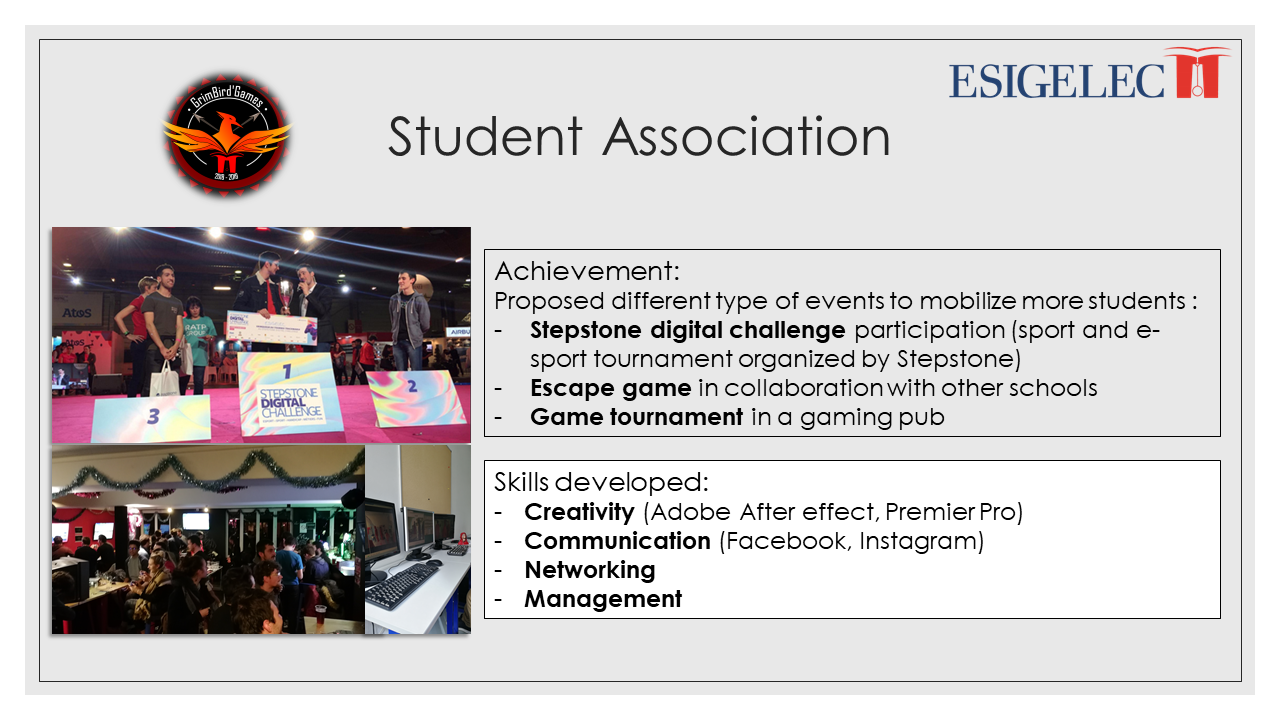 ESIGELEC
• GrimBird'Games •
2018 - 2019
Student Association
Atos
Atos
RATP
GROUP
AIRBUS
1
STEPSTONE
DIGITAL
CHALLENGE
2
3
Achievement:
Proposed different type of events to mobilize more students :
- Stepstone digital challenge participation (sport and e-
sport tournament organized by Stepstone)
- Escape game in collaboration with other schools
- Game tournament in a gaming pub
Skills developed:
- Creativity (Adobe After effect, Premier Pro)
- Communication (Facebook, Instagram)
- Networking
- Management